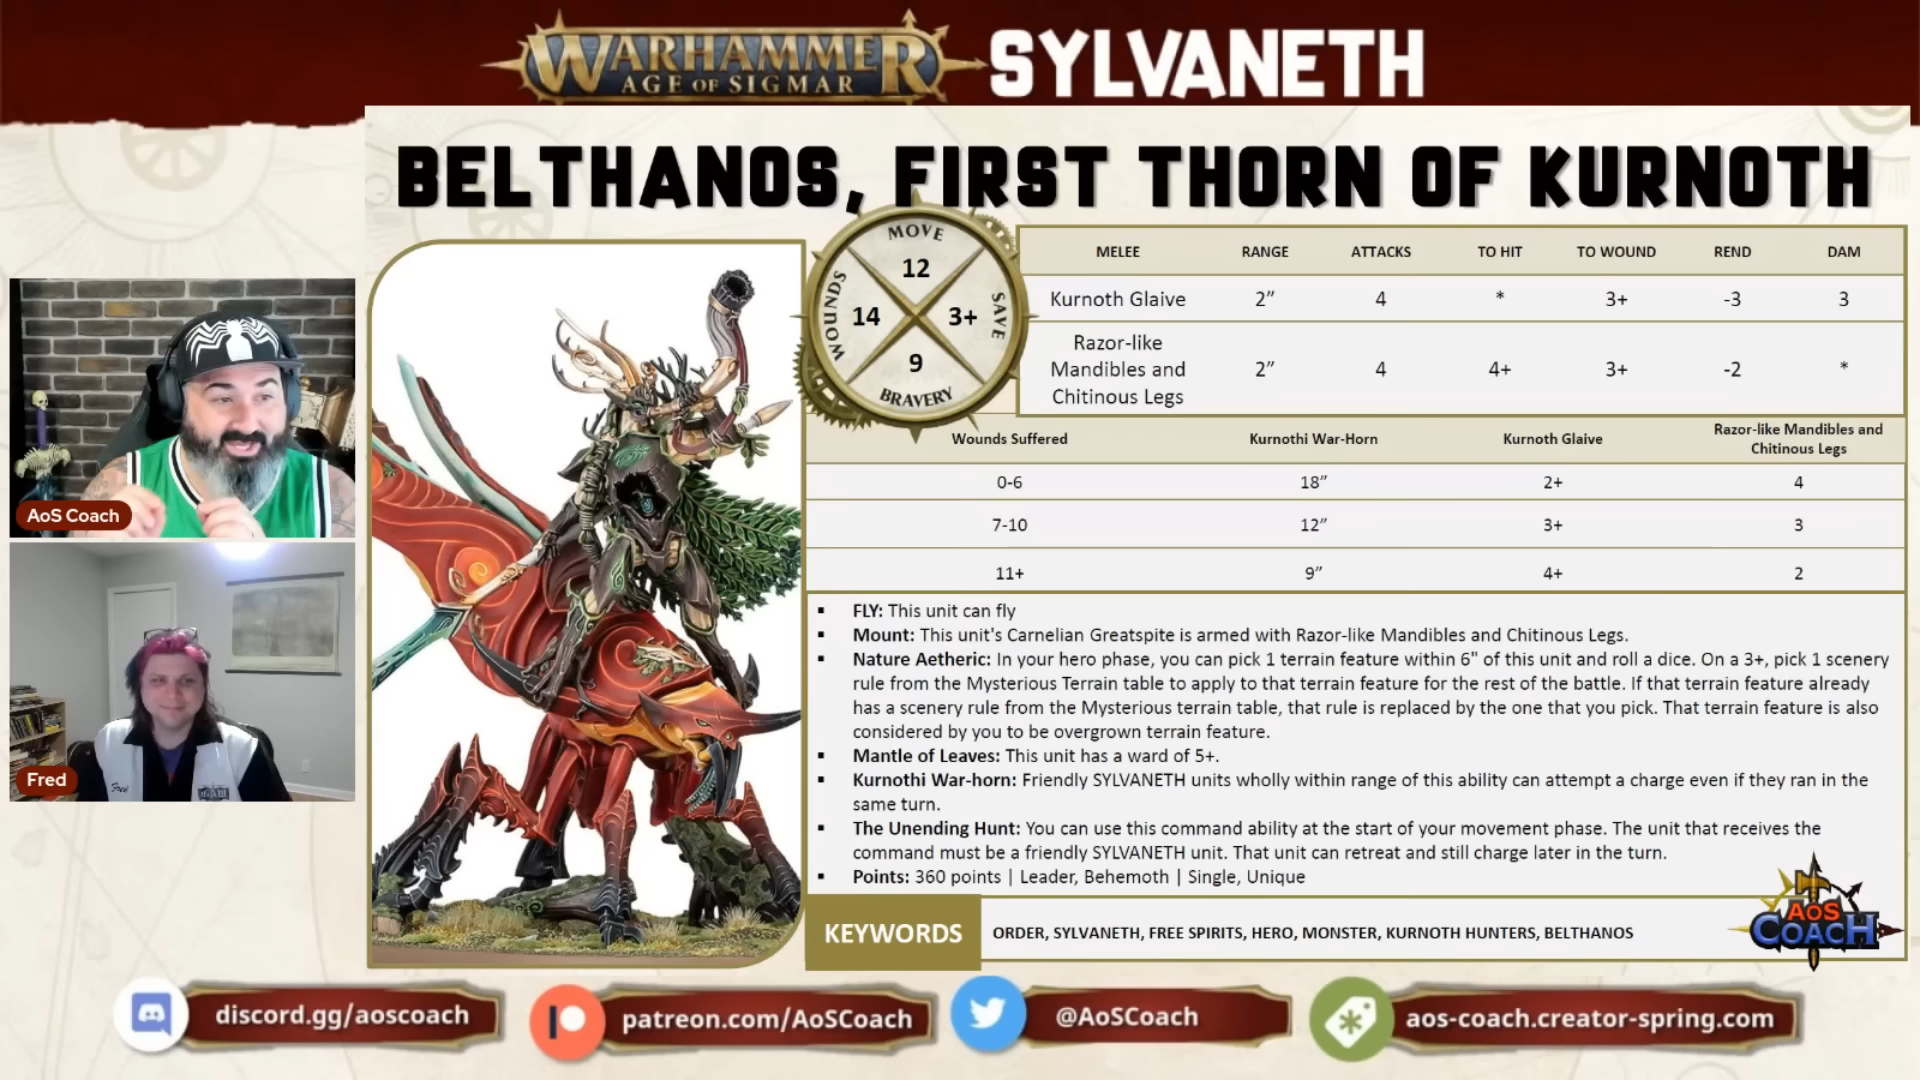 WARHAMMER
AGE OF SIGMAR
SYLVANETH
BELTHANOS, FIRST THORN OF KURNOTH
MOVE
12
WOUNDS
14
3+
SAVE
9
BRAVERY
MELEE RANGE ATTACKS TO HIT TO WOUND REND DAM
Kurnoth Glaive 2” 4 * 3+ -3 3
Razor-like
Mandibles and 2” 4 4+ 3+ -2 *
Chitinous Legs
Wounds Suffered Kurnothi War-Horn Kurnoth Glaive Razor-like Mandibles and
Chitinous Legs
0-6 18” 2+ 4
7-10 12” 3+ 3
11+ 9” 4+ 2
▪ FLY: This unit can fly
▪ Mount: This unit's Carnelian Greatspite is armed with Razor-like Mandibles and Chitinous Legs.
▪ Nature Aetheric: In your hero phase, you can pick 1 terrain feature within 6" of this unit and roll a dice. On a 3+, pick 1 scenery
rule from the Mysterious Terrain table to apply to that terrain feature for the rest of the battle. If that terrain feature already
has a scenery rule from the Mysterious terrain table, that rule is replaced by the one that you pick. That terrain feature is also
considered by you to be overgrown terrain feature.
▪ Mantle of Leaves: This unit has a ward of 5+.
▪ Kurnothi War-horn: Friendly SYLVANETH units wholly within range of this ability can attempt a charge even if they ran in the
same turn.
▪ The Unending Hunt: You can use this command ability at the start of your movement phase. The unit that receives the
command must be a friendly SYLVANETH unit. That unit can retreat and still charge later in the turn.
▪ Points: 360 points | Leader, Behemoth | Single, Unique
KEYWORDS
ORDER, SYLVANETH, FREE SPIRITS, HERO, MONSTER, KURNOTH HUNTERS, BELTHANOS
AoS
COACH
AoS Coach
Fred
Fred
discord.gg/aoscoach
patreon.com/AoSCoach
@AoSCoach
aos-coach.creator-spring.com